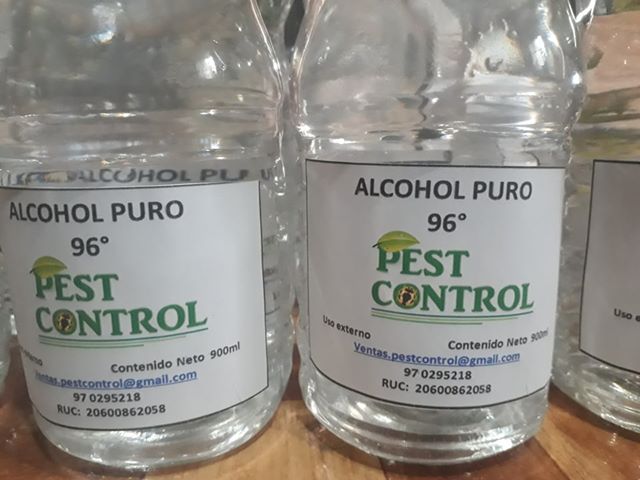 ALCOHOL PURO
96°
PEST
CONTROL
Contenido Neto 900ml
ventas.pestcontrol@gmail.com
97 0295218
RUC: 20600862058
ALCOHOL PURO
96°
PEST
CONTROL
Uso externo
Contenido Neto 900ml
Ventas.pestcontrol@gmail.com
97 0295218
RUC: 20600862058
Uso